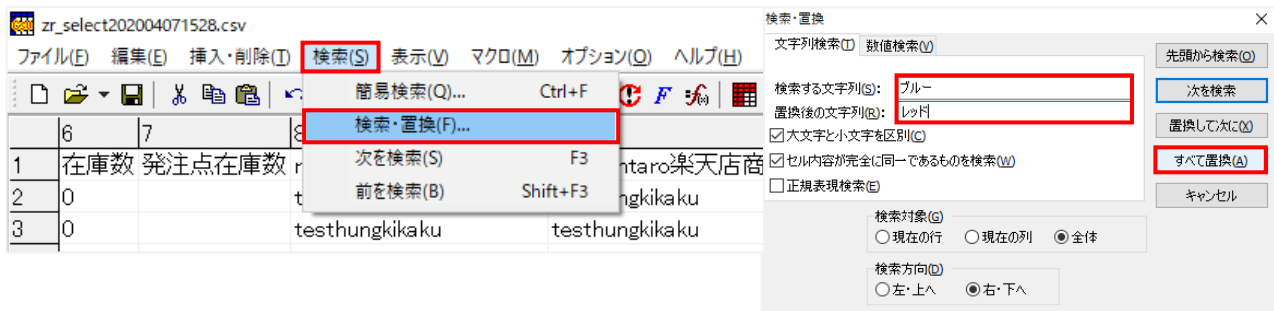 zr_select202004071528.csv
ファイル(F) 編集(E) 挿入・削除(T) 検索(S) 表示(V) マクロ(M) オプション(O) ヘルプ(H)
簡易検索(Q)... Ctrl+F
検索・置換(F)...
次を検索(S) F3
前を検索(B) Shift+F3
6 7 8
1 在庫数 発注点在庫数 ntaro楽天店商
2 0 ngkikaku
3 0 testhungkikaku testhungkikaku
検索・置換
文字列検索(T) 数値検索(V)
検索する文字列(S): ブルー
置換後の文字列(R): レッド
大文字と小文字を区別(C)
セル内容が完全に同一であるものを検索(W)
正規表現検索(E)
検索対象(G)
現在の行 現在の列 全体
検索方向(D)
左・上へ 右・下へ
先頭から検索(O)
次を検索
置換して次に(X)
すべて置換(A)
キャンセル